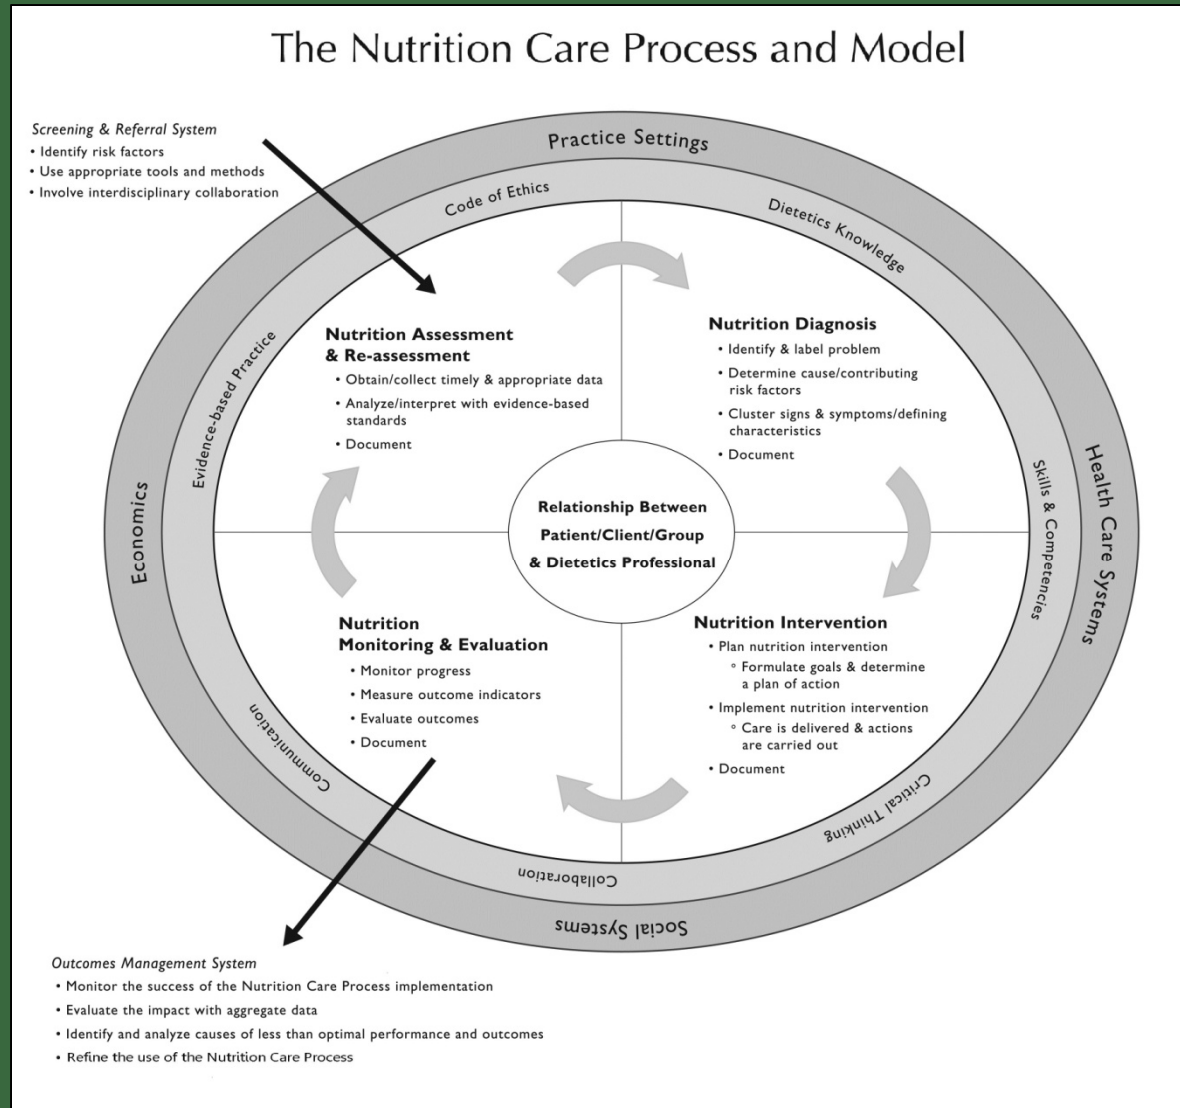 The Nutrition Care Process and Model
Screening & Referral System
• Identify risk factors
• Use appropriate tools and methods
• Involve interdisciplinary collaboration
Practice Settings
Code of Ethics
Dietetics Knowledge
Evidence-based Practice
Economics
Skills & Competencies
Health Care Systems
Nutrition Assessment
& Re-assessment
• Obtain/collect timely & appropriate data
• Analyze/interpret with evidence-based
standards
• Document
Nutrition Diagnosis
• Identify & label problem
• Determine cause/contributing
risk factors
• Cluster signs & symptoms/defining
characteristics
• Document
Relationship Between
Patient/Client/Group
& Dietetics Professional
Nutrition
Monitoring & Evaluation
• Monitor progress
• Measure outcome indicators
• Evaluate outcomes
• Document
Nutrition Intervention
• Plan nutrition intervention
° Formulate goals & determine
a plan of action
• Implement nutrition intervention
° Care is delivered & actions
are carried out
• Document
Communication
Critical Thinking
Collaboration
Social Systems
Outcomes Management System
• Monitor the success of the Nutrition Care Process implementation
• Evaluate the impact with aggregate data
• Identify and analyze causes of less than optimal performance and outcomes
• Refine the use of the Nutrition Care Process